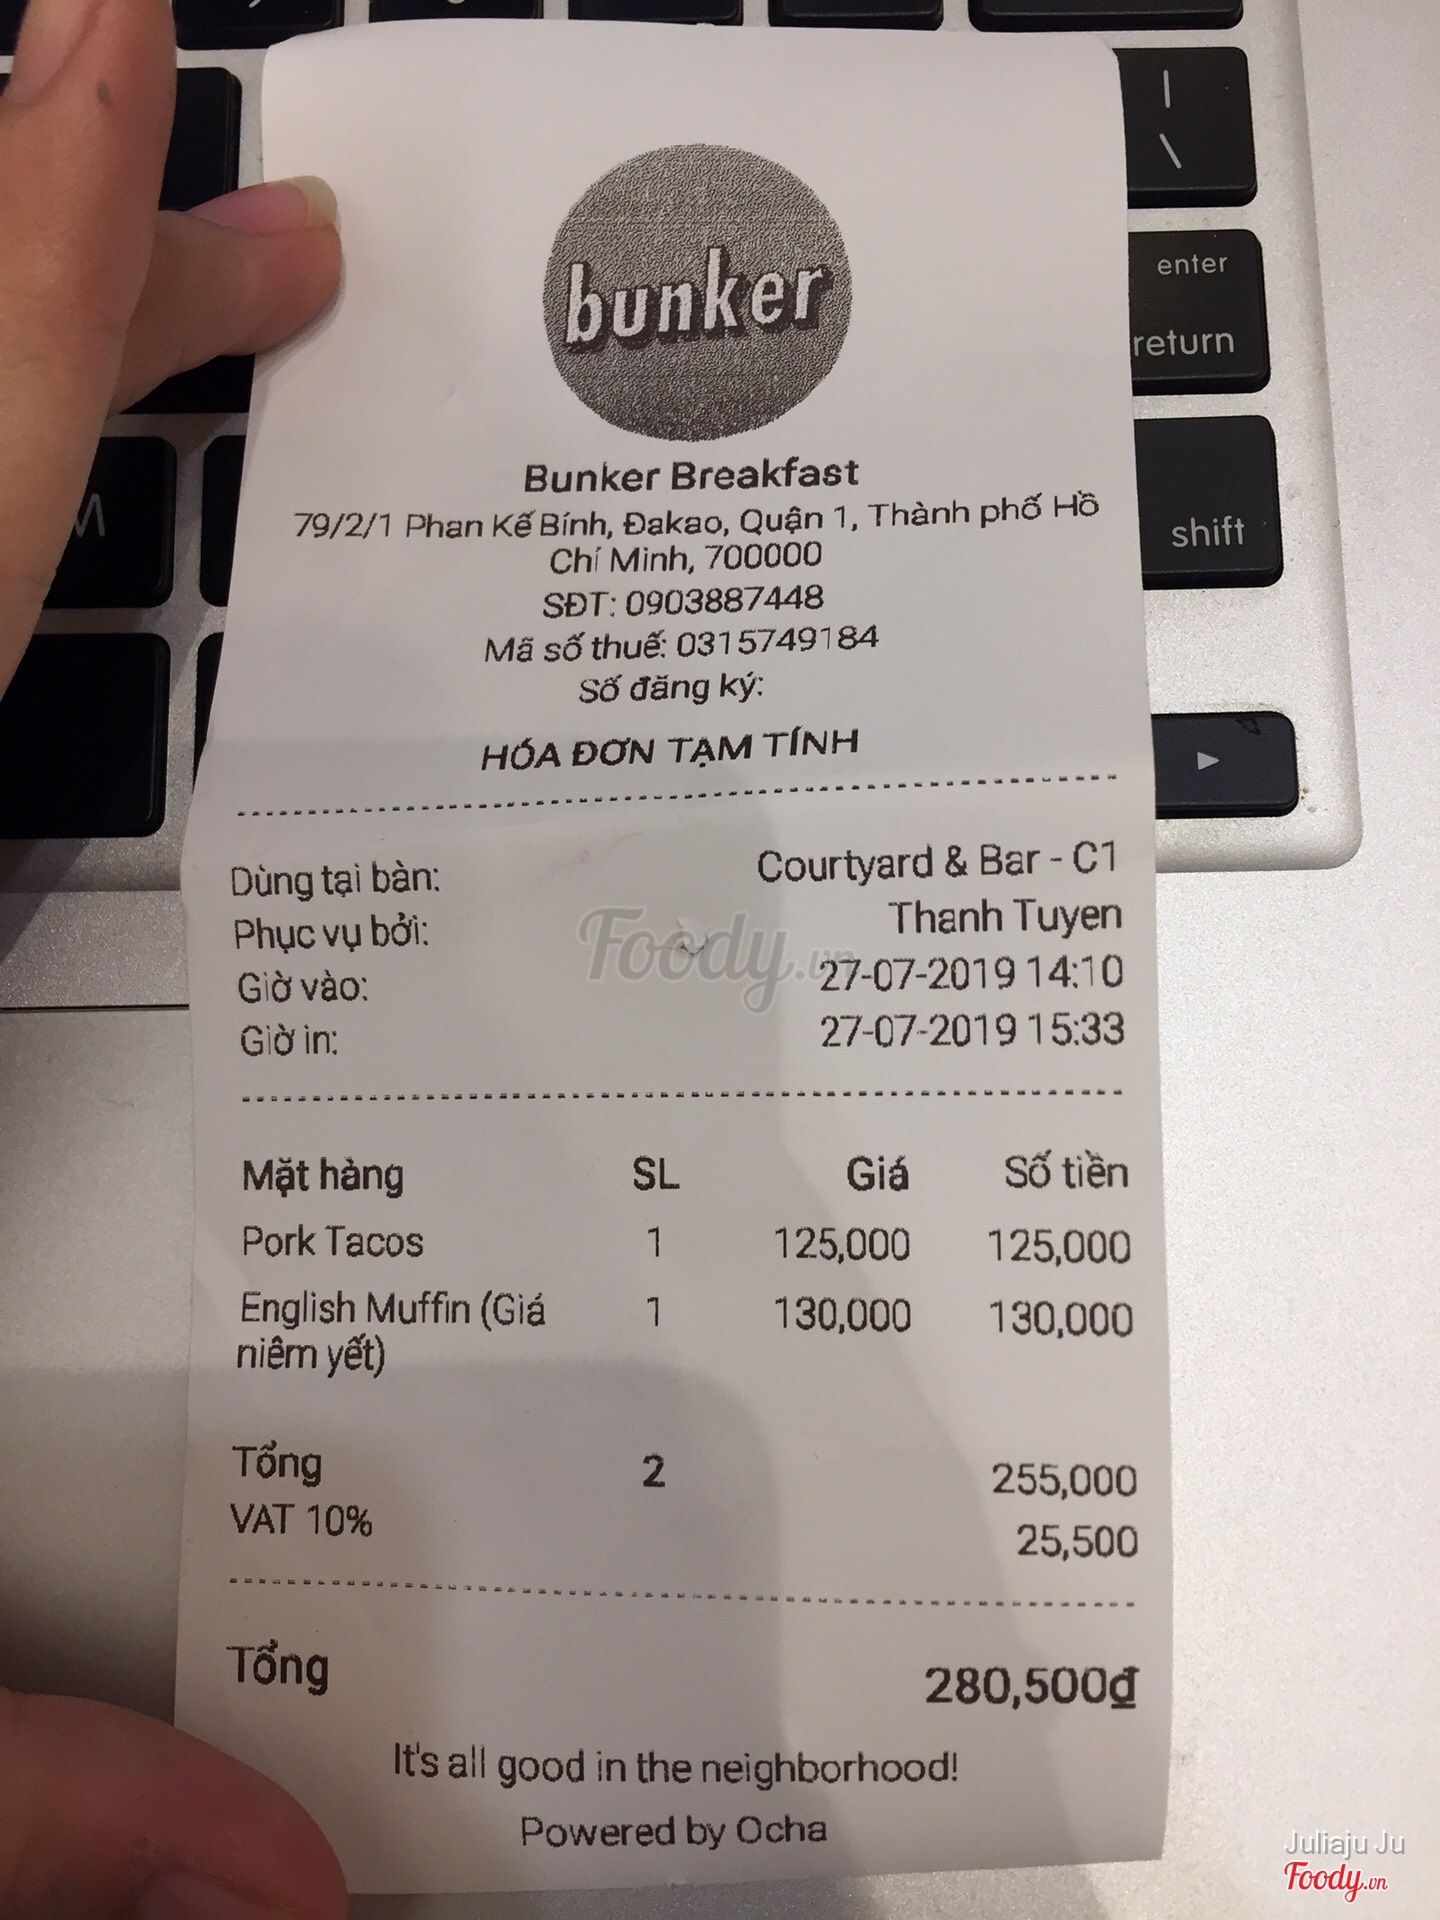 bunker
Bunker Breakfast
79/2/1 Phan Kế Bính, Đakao, Quận 1, Thành phố Hồ
Chí Minh, 700000
SĐT: 0903887448
Mã số thuế: 0315749184
Số đăng ký:
HÓA ĐƠN TẠM TÍNH
Dùng tại bàn: Courtyard & Bar - C1
Phục vụ bởi: Thanh Tuyen
Giờ vào: 27-07-2019 14:10
Giờ in: 27-07-2019 15:33
Foody.vn
Mặt hàng SL Giá Số tiền
Pork Tacos 1 125,000 125,000
English Muffin (Giá 1 130,000 130,000
niêm yết)
Tổng 2 255,000
VAT 10% 25,500
Tổng 280,500₫
It's all good in the neighborhood!
Powered by Ocha
|
\
enter
return
shift
M
Juliaju Ju
Foody.vn